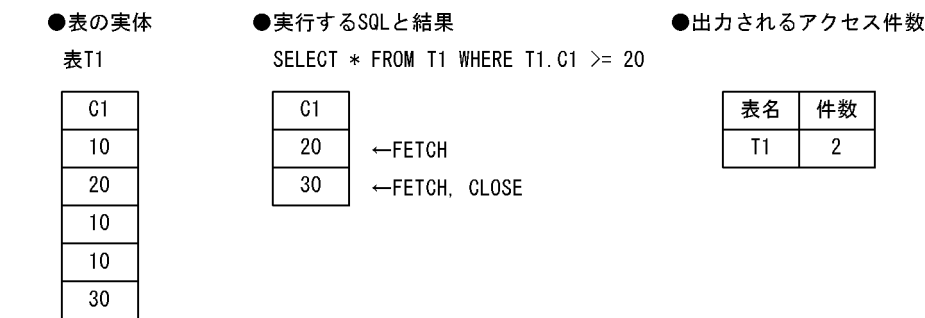 ●表の実体
表T1
C1
10
20
10
10
30
●実行するSQLと結果
SELECT * FROM T1 WHERE T1.C1 >= 20
C1
20 ←FETCH
30 ←FETCH, CLOSE
●出力されるアクセス件数
表名 件数
T1 2